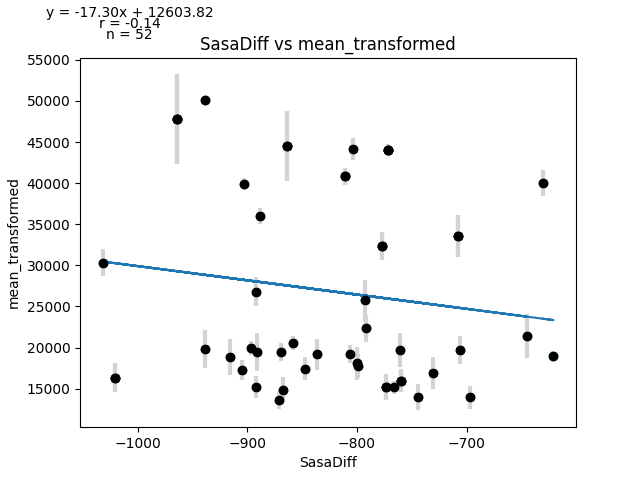 y = -17.30x + 12603.82
r = -0.14
n = 52
SasaDiff vs mean_transformed
55000
50000
45000
40000
35000
30000
25000
20000
15000
mean_transformed
−1000 −900 −800 −700
SasaDiff